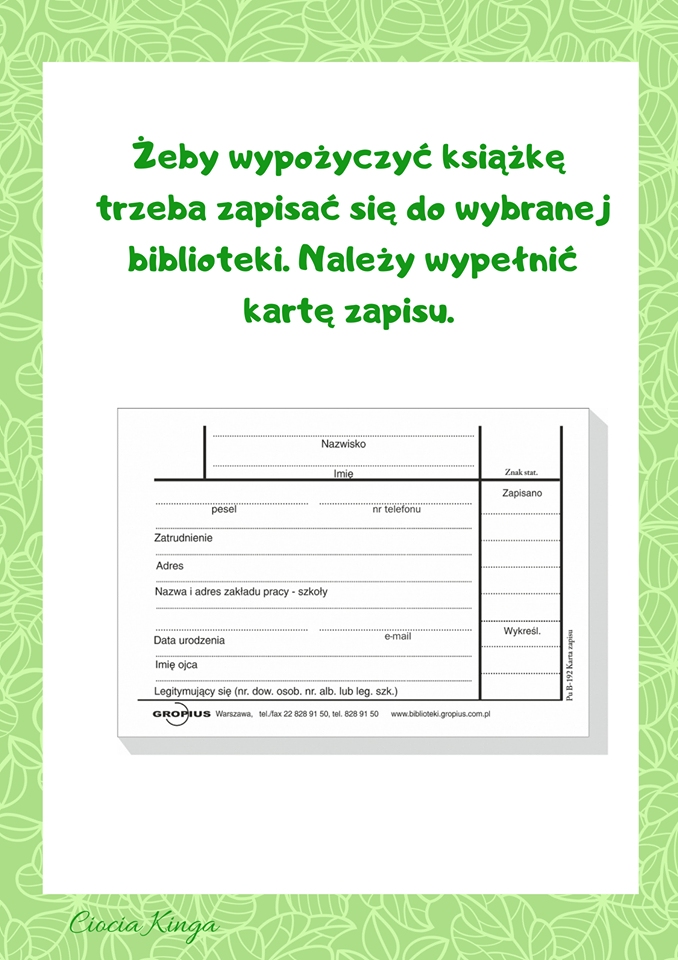 Żeby wypożyczyć książkę
trzeba zapisać się do wybranej
biblioteki. Należy wypełnić
kartę zapisu.
Nazwisko
Imię
Znak stat.
pesel nr telefonu
Zapisano
Zatrudnienie
Adres
Nazwa i adres zakładu pracy - szkoły
Data urodzenia e-mail
Wykreśl.
Imię ojca
Legitymujący się (nr. dow. osob. nr. alb. lub leg. szk.)
Pu B-192 Karta zapisu
GROPIUS Warszawa, tel./fax 22 828 91 50, tel. 828 91 50 www.biblioteki.gropius.com.pl
Ciocia Kinga